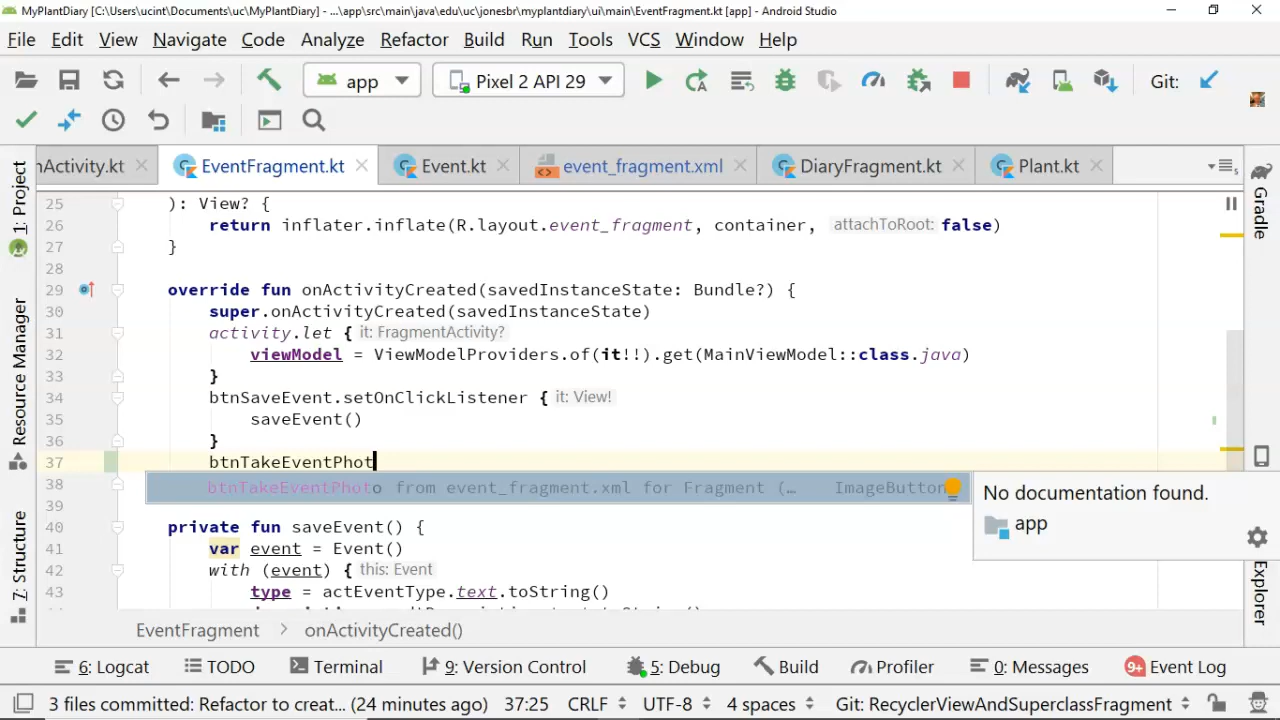 MyPlantDiary [C:\Users\ucint\Documents\uc\MyPlantDiary] - ...\app\src\main\java\edu\uc\jonesbr\myplantdiary\ui\main\EventFragment.kt [app] - Android Studio
File Edit View Navigate Code Analyze Refactor Build Run Tools VCS Window Help
app Pixel 2 API 29 Git:
nActivity.kt EventFragment.kt Event.kt event_fragment.xml DiaryFragment.kt Plant.kt
1: Project
Resource Manager
7: Structure
Gradle
Explorer
25 ): View? {
26 return inflater.inflate(R.layout.event_fragment, container, attachToRoot: false)
27 }
28
29 override fun onActivityCreated(savedInstanceState: Bundle?) {
30 super.onActivityCreated(savedInstanceState)
31 activity.let { it: FragmentActivity?
32 viewModel = ViewModelProviders.of(it!!).get(MainViewModel::class.java)
33 }
34 btnSaveEvent.setOnClickListener { it: View!
35 saveEvent()
36 }
37 btnTakeEventPhot
38 btnTakeEventPhoto from event_fragment.xml for Fragment (… ImageButton
No documentation found.
app
39
40 private fun saveEvent() {
41 var event = Event()
42 with (event) { this: Event
43 type = actEventType.text.toString()
EventFragment > onActivityCreated()
6: Logcat TODO Terminal 9: Version Control 5: Debug Build Profiler 0: Messages 9+ Event Log
3 files committed: Refactor to creat... (24 minutes ago) 37:25 CRLF UTF-8 4 spaces Git: RecyclerViewAndSuperclassFragment